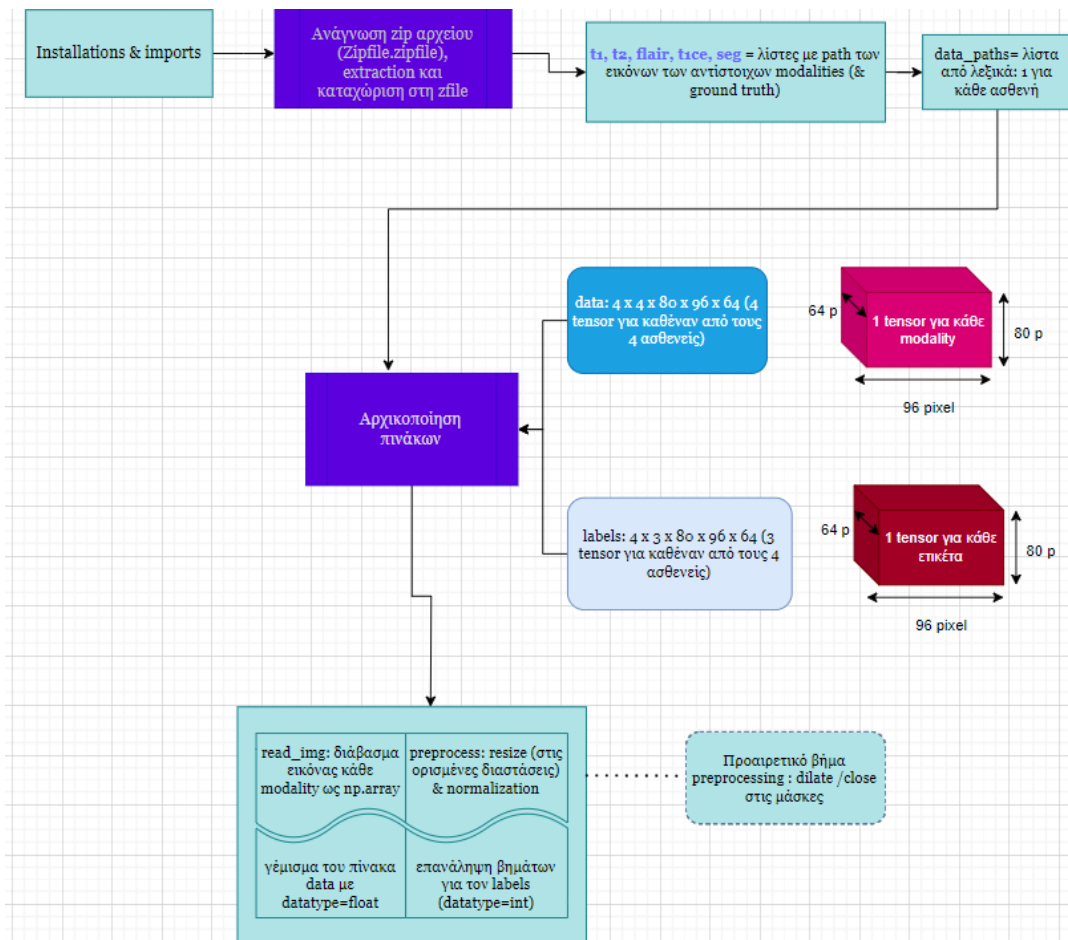 Installations & imports
Ανάγνωση zip αρχείου
(Zipfile.zipfile),
extraction και
καταχώριση στη zfile
t1, t2, flair, t1ce, seg = λίστες με path των
εικόνων των αντίστοιχων modalities (&
ground truth)
data_paths= λίστα
από λεξικά: 1 για
κάθε ασθενή
data: 4 x 4 x 80 x 96 x 64 (4
tensor για καθέναν από τους
4 ασθενείς)
64 p
1 tensor για κάθε
modality
80 p
96 pixel
Αρχικοποίηση
πινάκων
labels: 4 x 3 x 80 x 96 x 64 (3
tensor για καθέναν από τους 4
ασθενείς)
64 p
1 tensor για κάθε
ετικέτα
80 p
96 pixel
read_img: διάβασμα
εικόνας κάθε
modality ως np.array
preprocess: resize (στις
ορισμένες διαστάσεις)
& normalization
γέμισμα του πίνακα
data με
datatype=float
επανάληψη βημάτων
για τον labels
(datatype=int)
Προαιρετικό βήμα
preprocessing : dilate /close
στις μάσκες